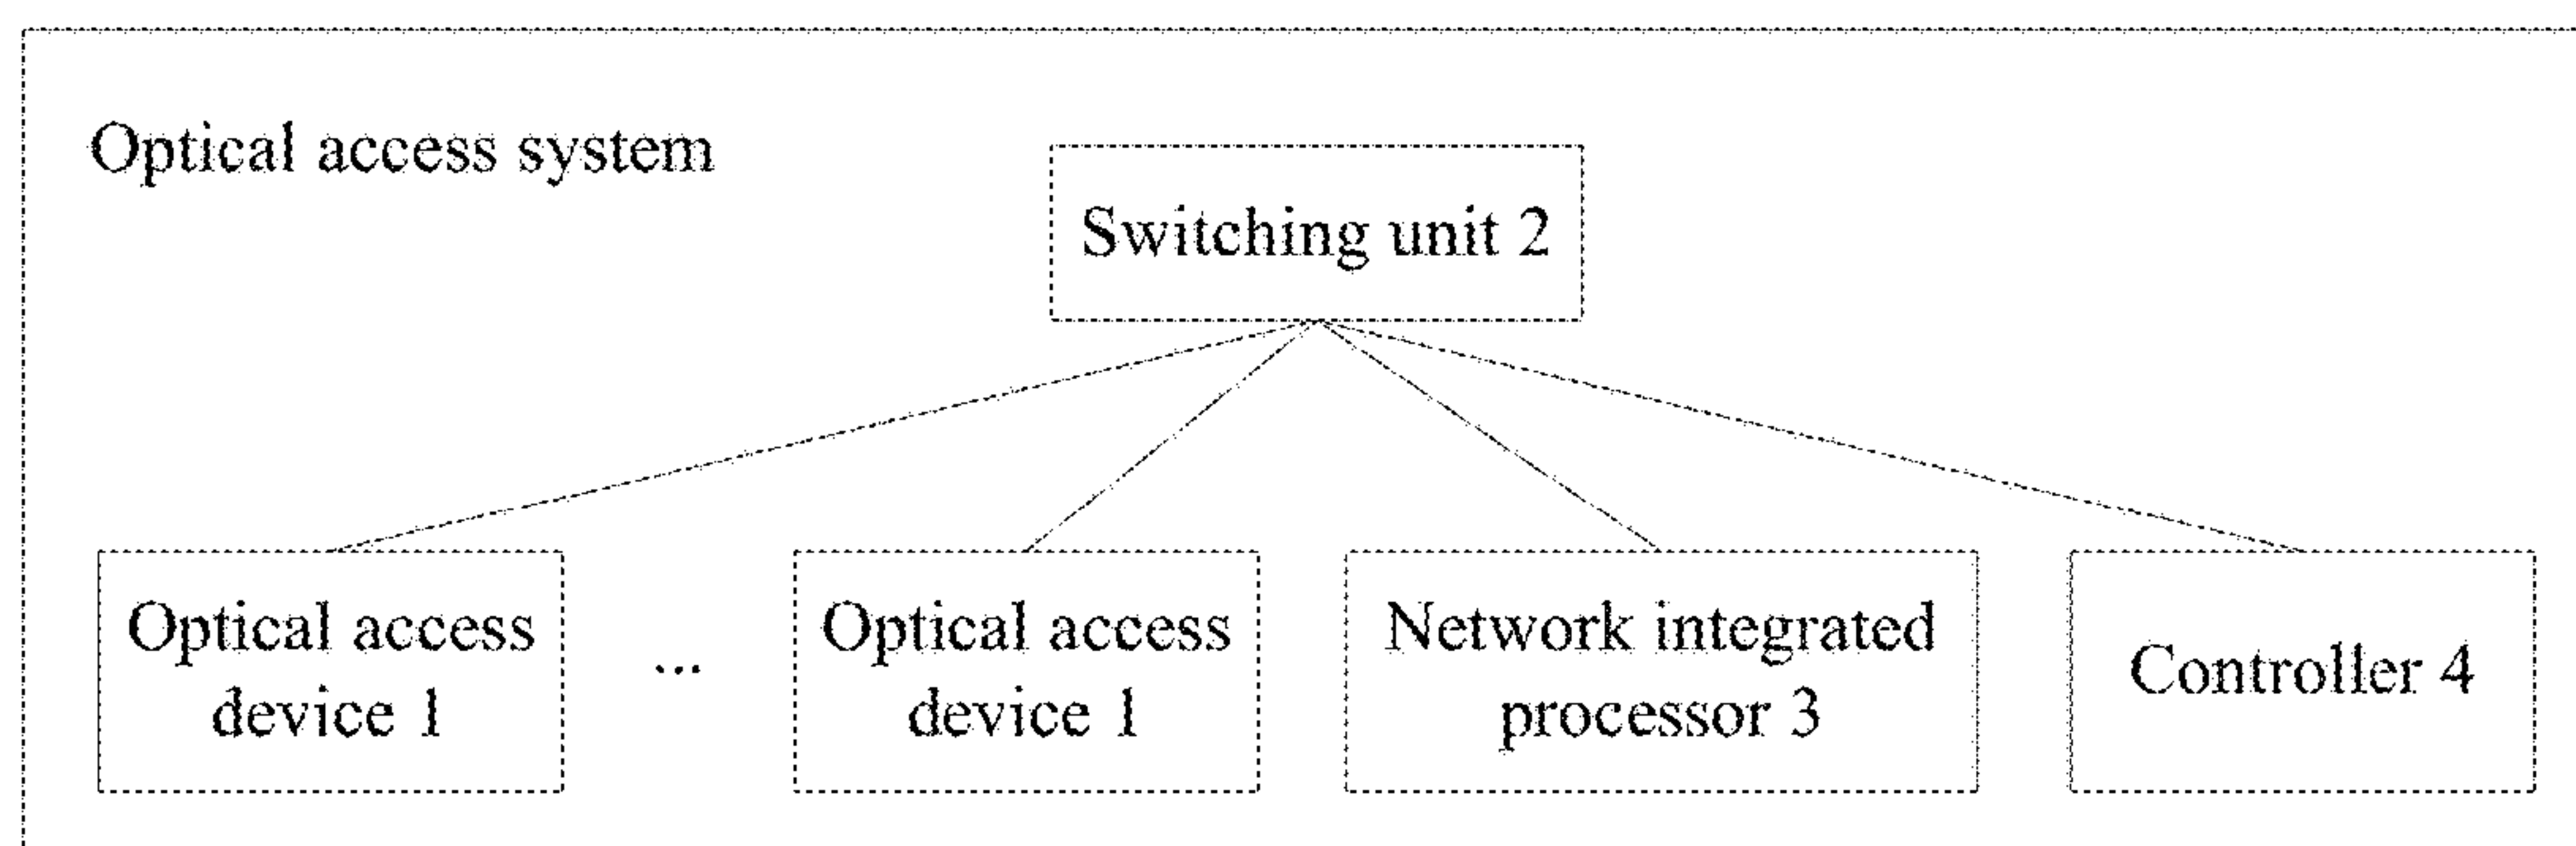 Optical access system
Switching unit 2
Optical access
device 1
...
Optical access
device 1
Network integrated
processor 3
Controller 4